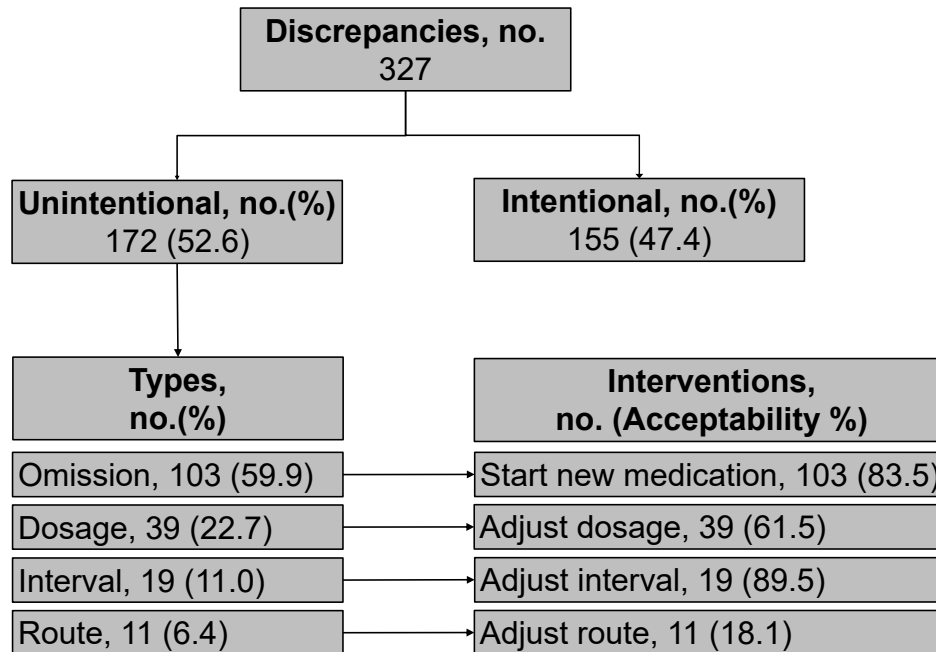 Discrepancies, no.
327
Unintentional, no.(%)
172 (52.6)
Intentional, no.(%)
155 (47.4)
Types,
no.(%)
Interventions,
no. (Acceptability %)
Omission, 103 (59.9)
Start new medication, 103 (83.5)
Dosage, 39 (22.7)
Adjust dosage, 39 (61.5)
Interval, 19 (11.0)
Adjust interval, 19 (89.5)
Route, 11 (6.4)
Adjust route, 11 (18.1)